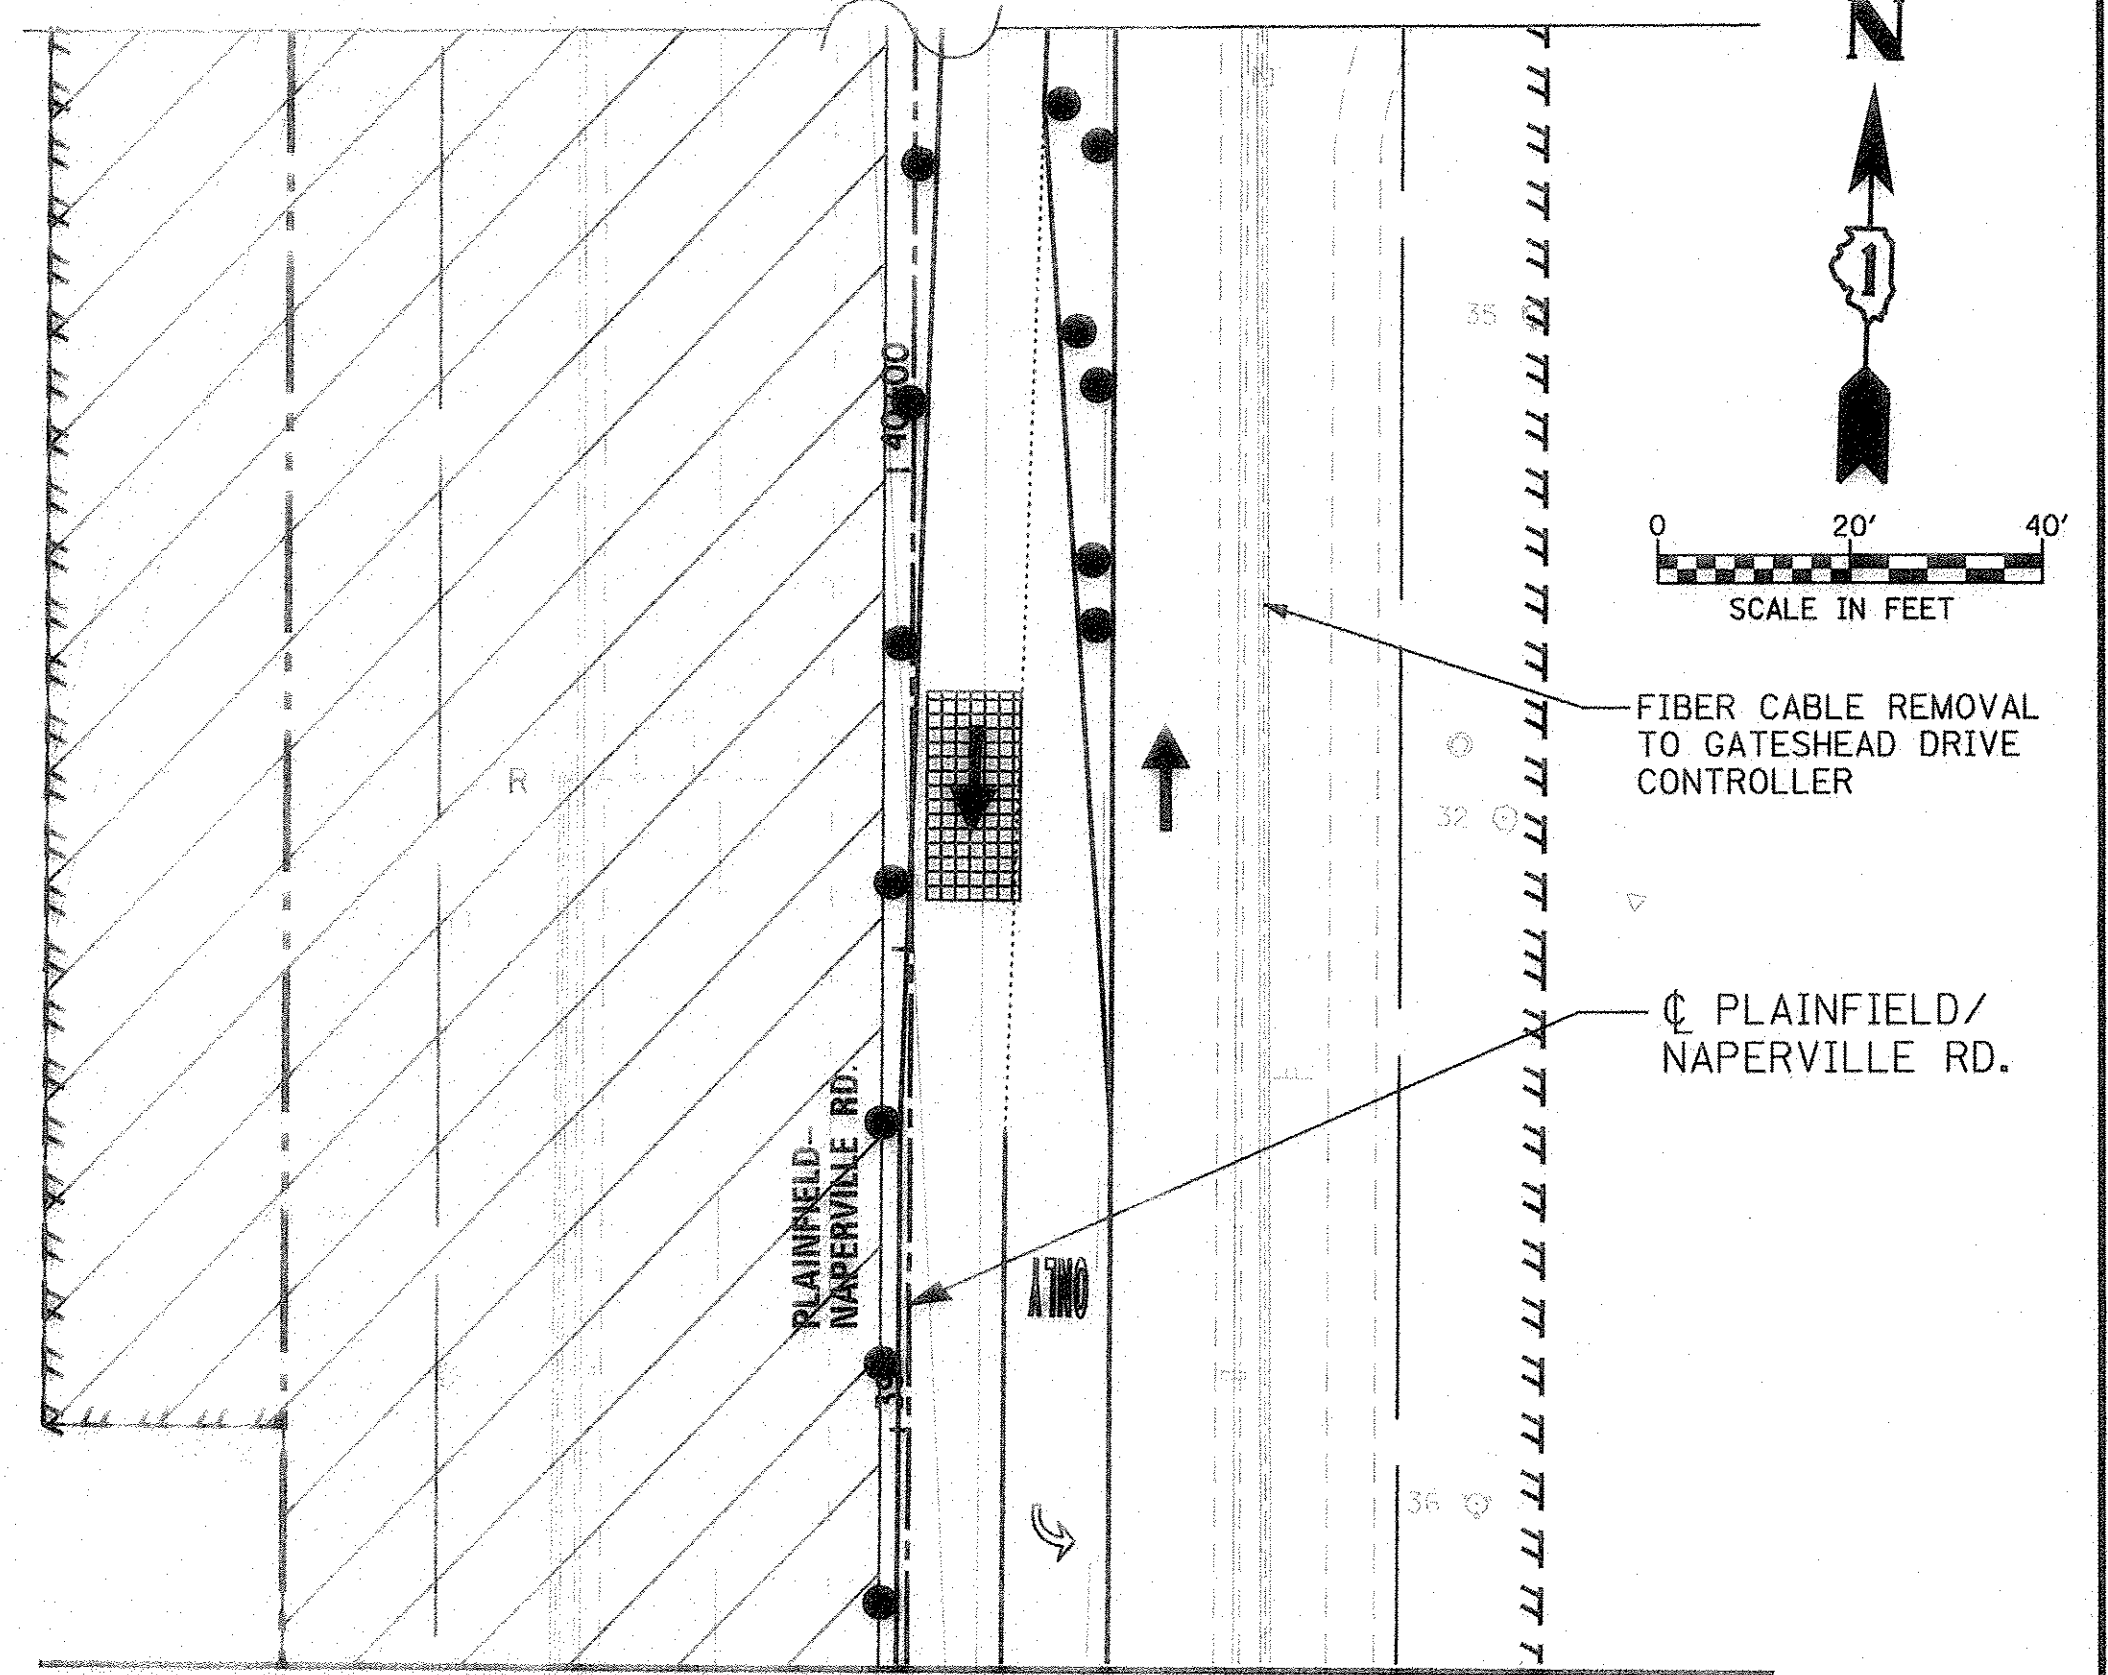 N
1
40+00
35
0 20' 40'
SCALE IN FEET
FIBER CABLE REMOVAL
TO GATESHEAD DRIVE
CONTROLLER
R
32
℄ PLAINFIELD/
NAPERVILLE RD.
PLAINFIELD-
NAPERVILLE RD.
ONLY
39
36